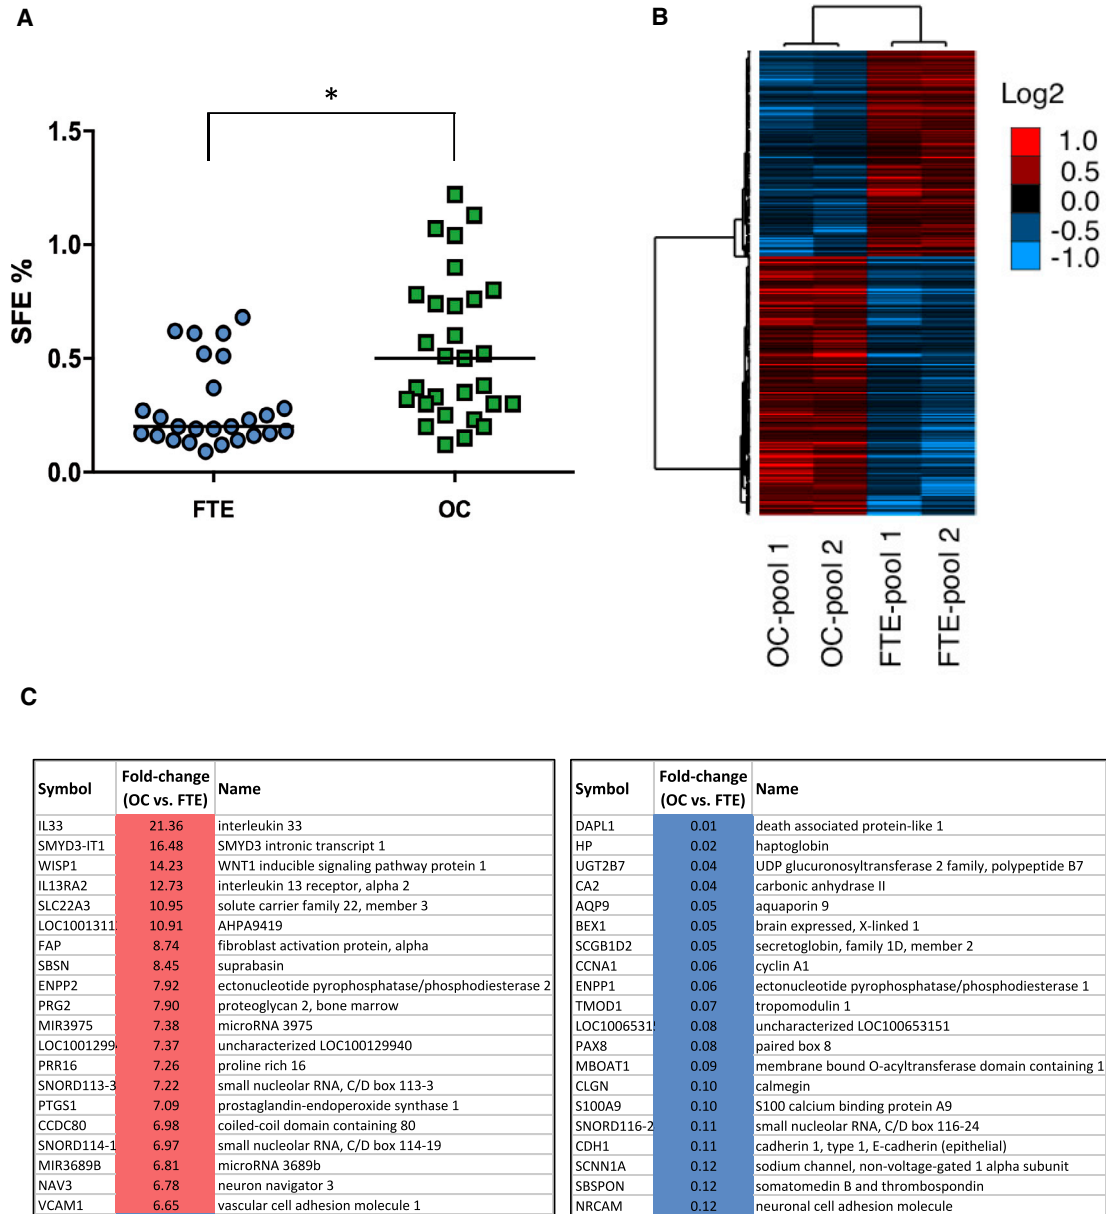 A
B
*
Log2
1.5
1.0
0.5
0.0
SFE %
FTE
OC
1.0
0.5
0.0
-0.5
-1.0
OC-pool 1
OC-pool 2
FTE-pool 1
FTE-pool 2
C
Symbol Fold-change (OC vs. FTE) Name
IL33 21.36 interleukin 33
SMYD3-IT1 16.48 SMYD3 intronic transcript 1
WISP1 14.23 WNT1 inducible signaling pathway protein 1
IL13RA2 12.73 interleukin 13 receptor, alpha 2
SLC22A3 10.95 solute carrier family 22, member 3
LOC1001311 10.91 AHPA9419
FAP 8.74 fibroblast activation protein, alpha
SBSN 8.45 suprabasin
ENPP2 7.92 ectonucleotide pyrophosphatase/phosphodiesterase 2
PRG2 7.90 proteoglycan 2, bone marrow
MIR3975 7.38 microRNA 3975
LOC1001299 7.37 uncharacterized LOC100129940
PRR16 7.26 proline rich 16
SNORD113-3 7.22 small nucleolar RNA, C/D box 113-3
PTGS1 7.09 prostaglandin-endoperoxide synthase 1
CCDC80 6.98 coiled-coil domain containing 80
SNORD114-1 6.97 small nucleolar RNA, C/D box 114-19
MIR3689B 6.81 microRNA 3689b
NAV3 6.78 neuron navigator 3
VCAM1 6.65 vascular cell adhesion molecule 1
Symbol Fold-change (OC vs. FTE) Name
DAPL1 0.01 death associated protein-like 1
HP 0.02 haptoglobin
UGT2B7 0.04 UDP glucuronosyltransferase 2 family, polypeptide B7
CA2 0.04 carbonic anhydrase II
AQP9 0.05 aquaporin 9
BEX1 0.05 brain expressed, X-linked 1
SCGB1D2 0.05 secretoglobin, family 1D, member 2
CCNA1 0.06 cyclin A1
ENPP1 0.06 ectonucleotide pyrophosphatase/phosphodiesterase 1
TMOD1 0.07 tropomodulin 1
LOC1006531 0.08 uncharacterized LOC100653151
PAX8 0.08 paired box 8
MBOAT1 0.09 membrane bound O-acyltransferase domain containing 1
CLGN 0.10 calmegin
S100A9 0.10 S100 calcium binding protein A9
SNORD116-2 0.11 small nucleolar RNA, C/D box 116-24
CDH1 0.11 cadherin 1, type 1, E-cadherin (epithelial)
SCNN1A 0.12 sodium channel, non-voltage-gated 1 alpha subunit
SBSPON 0.12 somatomedin B and thrombospondin
NRCAM 0.12 neuronal cell adhesion molecule